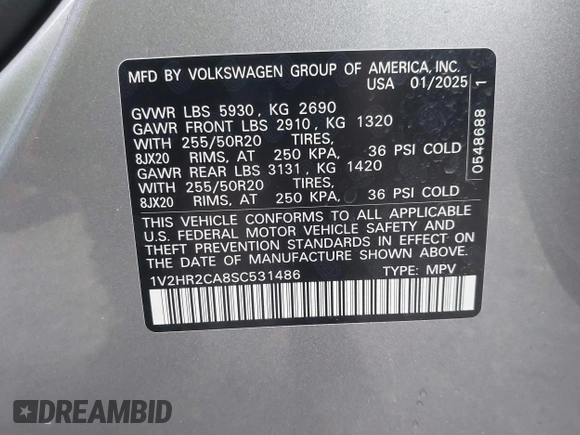 MFD BY VOLKSWAGEN GROUP OF AMERICA, INC.
USA 01/2025
GVWR LBS 5930, KG 2690
GAWR FRONT LBS 2910, KG 1320
WITH 255/50R20 TIRES,
8JX20 RIMS, AT 250 KPA, 36 PSI COLD
GAWR REAR LBS 3131, KG 1420
WITH 255/50R20 TIRES,
8JX20 RIMS, AT 250 KPA, 36 PSI COLD
THIS VEHICLE CONFORMS TO ALL APPLICABLE
U.S. FEDERAL MOTOR VEHICLE SAFETY AND
THEFT PREVENTION STANDARDS IN EFFECT ON
THE DATE OF MANUFACTURE SHOWN ABOVE.
1V2HR2CA8SC531486 TYPE: MPV
0548688 1
DREAMBID